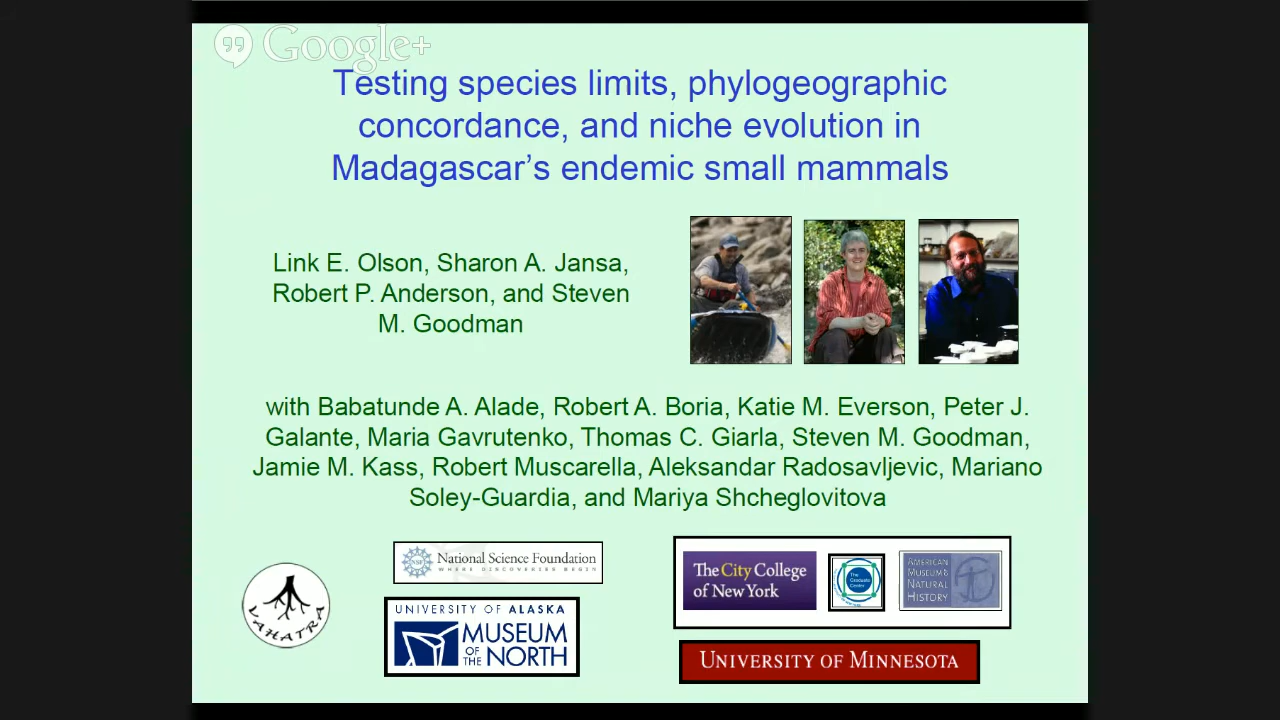 Google+
Testing species limits, phylogeographic
concordance, and niche evolution in
Madagascar's endemic small mammals
Link E. Olson, Sharon A. Jansa,
Robert P. Anderson, and Steven
M. Goodman
with Babatunde A. Alade, Robert A. Boria, Katie M. Everson, Peter J.
Galante, Maria Gavrutenko, Thomas C. Giarla, Steven M. Goodman,
Jamie M. Kass, Robert Muscarella, Aleksandar Radosavljevic, Mariano
Soley-Guardia, and Mariya Shcheglovitova
VAHATRA
NSF
National Science Foundation
WHERE DISCOVERIES BEGIN
UNIVERSITY OF ALASKA
MUSEUM
OF THE NORTH
The City College
of New York
The
Graduate
Center
AMERICAN
MUSEUM &
NATURAL
HISTORY
UNIVERSITY OF MINNESOTA